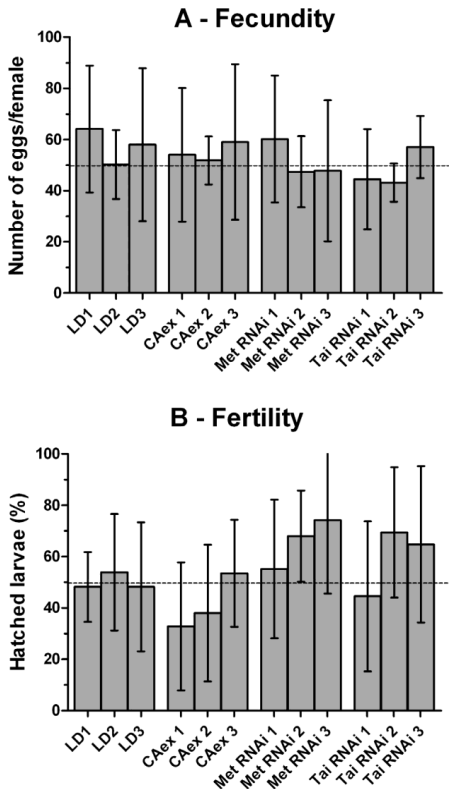 A - Fecundity
Number of eggs/female
100
80
60
40
20
0
LD1
LD2
LD3
CAex 1
CAex 2
CAex 3
Met RNAi 1
Met RNAi 2
Met RNAi 3
Tai RNAi 1
Tai RNAi 2
Tai RNAi 3
B - Fertility
Hatched larvae (%)
100
80
60
40
20
0
LD1
LD2
LD3
CAex 1
CAex 2
CAex 3
Met RNAi 1
Met RNAi 2
Met RNAi 3
Tai RNAi 1
Tai RNAi 2
Tai RNAi 3